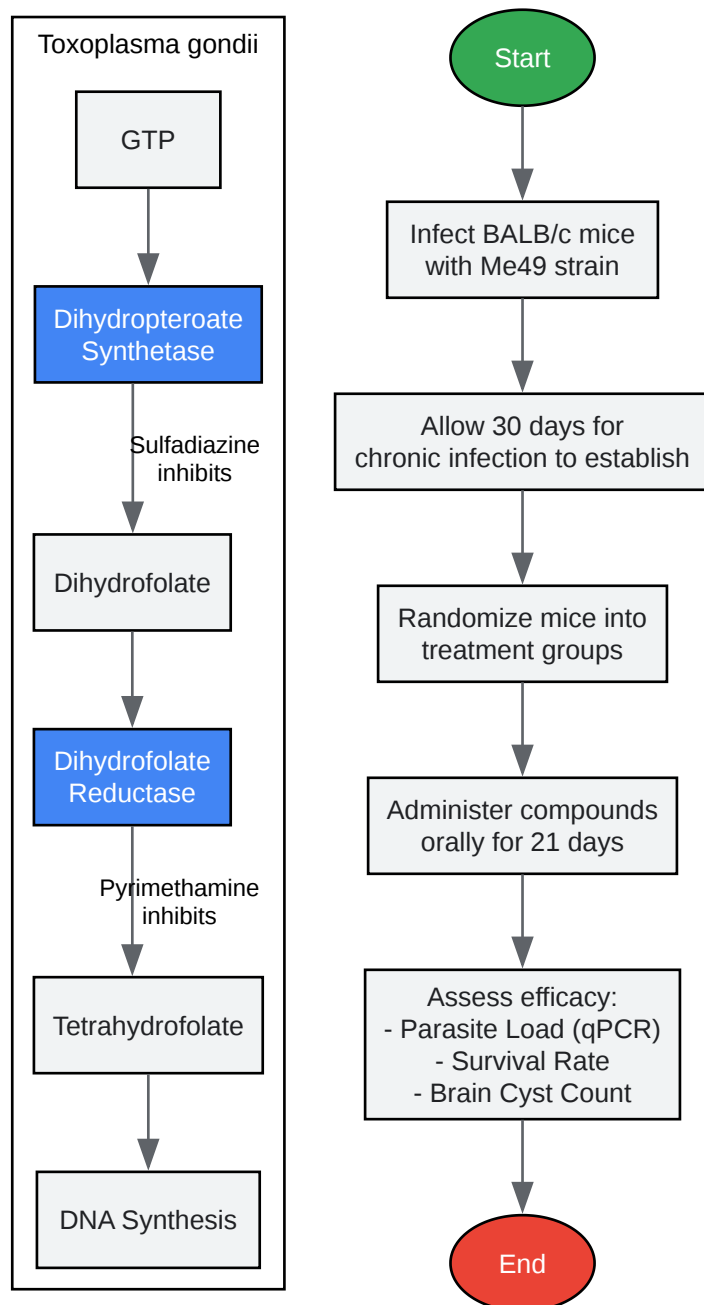 Toxoplasma gondii
GTP
Dihydropteroate
Synthetase
Sulfadiazine
inhibits
Dihydrofolate
Dihydrofolate
Reductase
Pyrimethamine
inhibits
Tetrahydrofolate
DNA Synthesis
Start
Infect BALB/c mice
with Me49 strain
Allow 30 days for
chronic infection to establish
Randomize mice into
treatment groups
Administer compounds
orally for 21 days
Assess efficacy:
- Parasite Load (qPCR)
- Survival Rate
- Brain Cyst Count
End